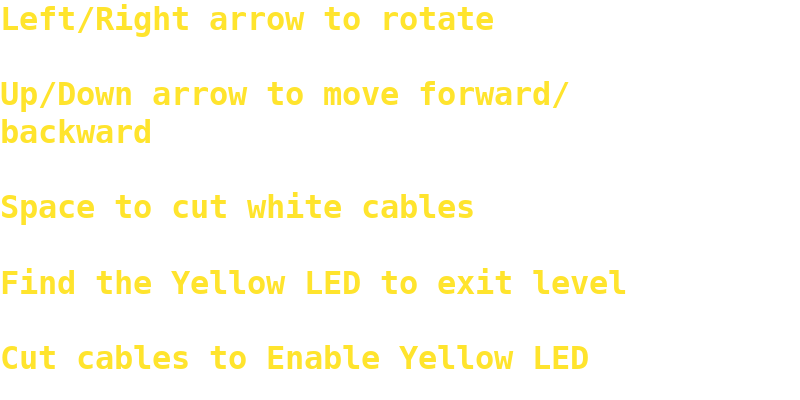 Left/Right arrow to rotate
Up/Down arrow to move forward/
backward
Space to cut white cables
Find the Yellow LED to exit level
Cut cables to Enable Yellow LED